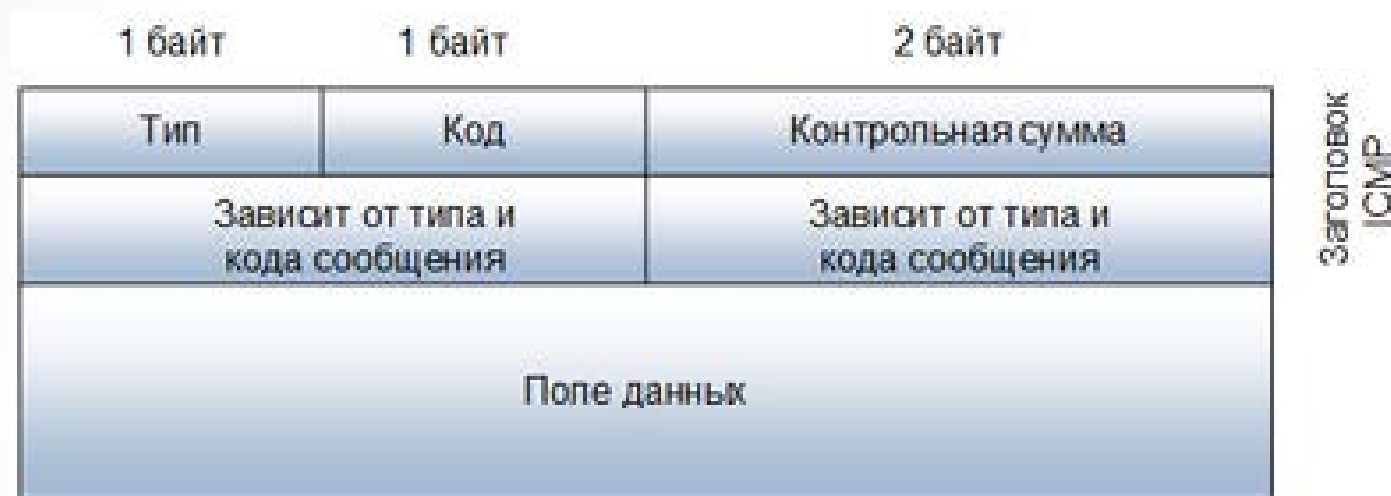 1 байт 1 байт 2 байт
Тип Код Контрольная сумма
Зависит от типа и Зависит от типа и
кода сообщения кода сообщения
Поле данных
Заголовок
ICMP